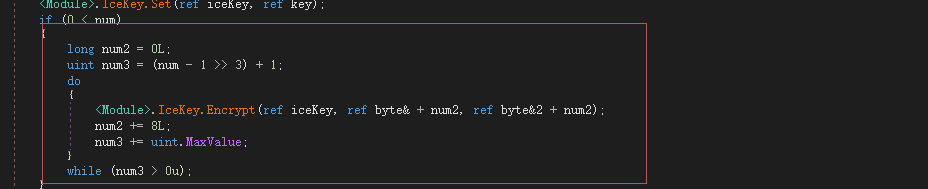 <Module>.IceKey.Set(ref iceKey, ref key);
if (0 < num)
{
long num2 = 0L;
uint num3 = (num - 1 >> 3) + 1;
do
{
<Module>.IceKey.Encrypt(ref iceKey, ref byte& + num2, ref byte&2 + num2);
num2 += 8L;
num3 += uint.MaxValue;
}
while (num3 > 0u);
}